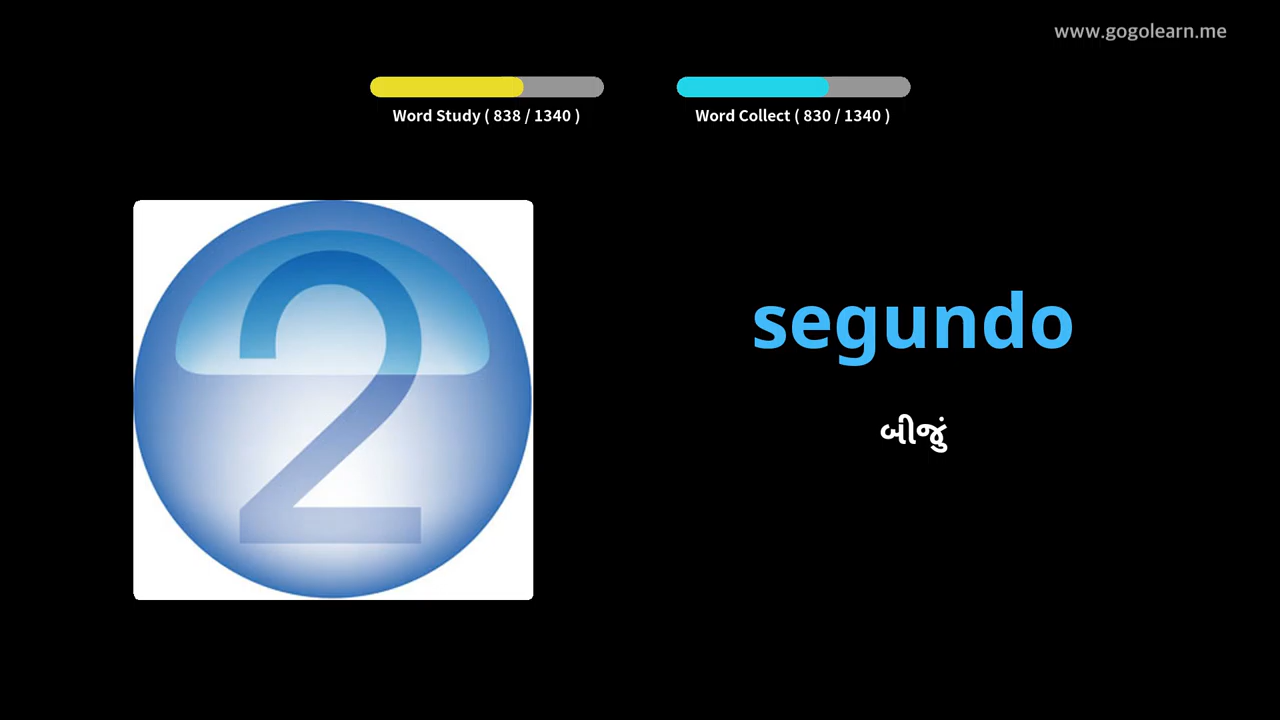 www.gogolearn.me
Word Study ( 838 / 1340 )
Word Collect ( 830 / 1340 )
2
segundo
બીજું